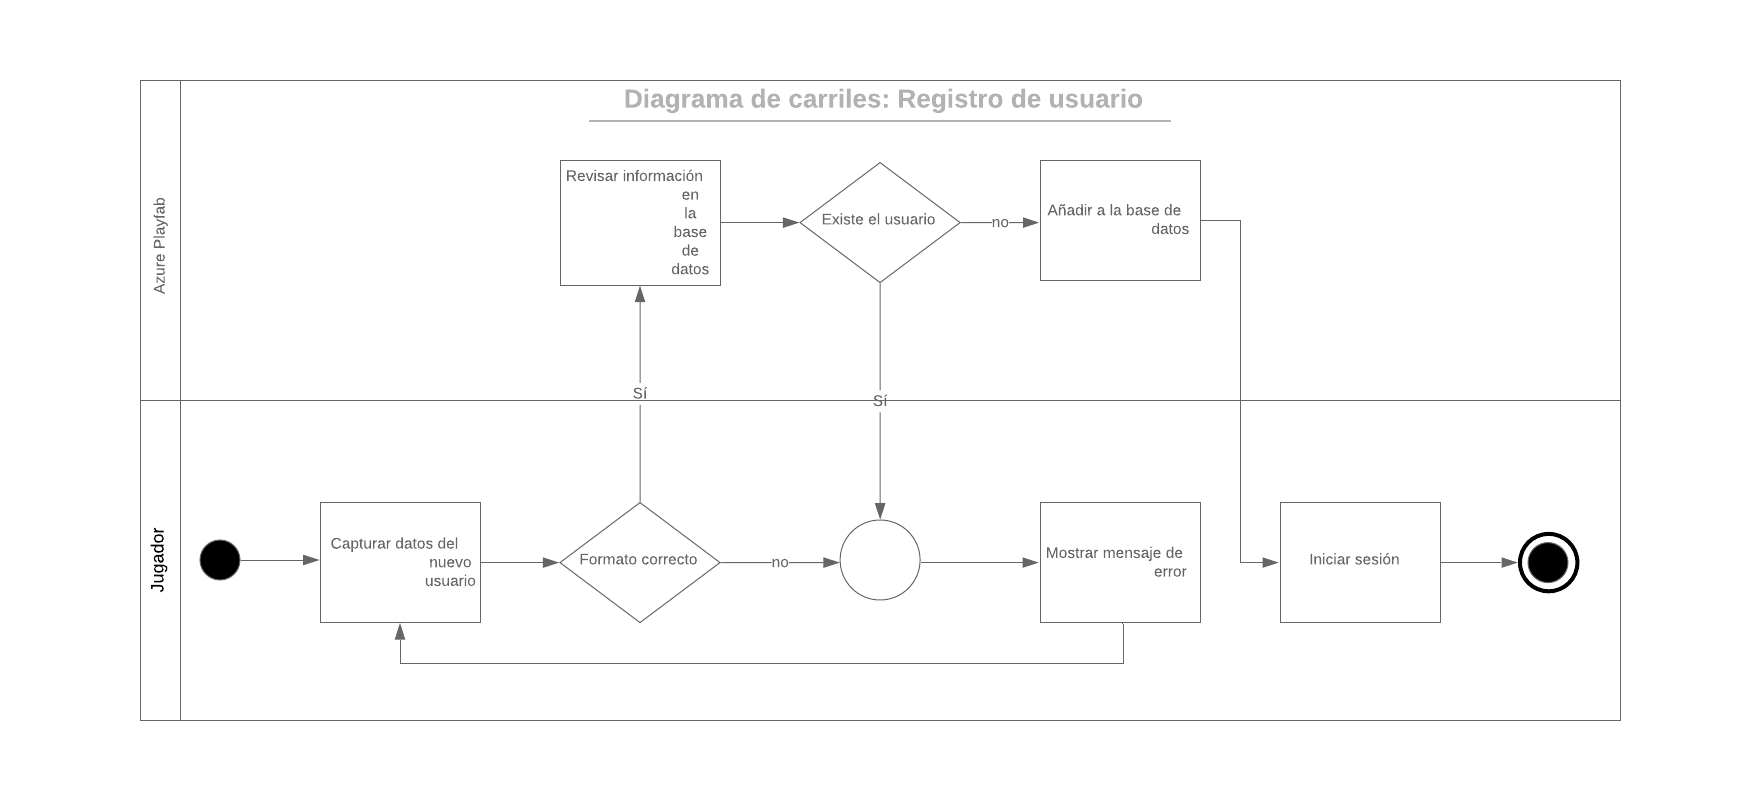 Diagrama de carriles: Registro de usuario
Azure Playfab
Revisar información
en
la
base
de
datos
Existe el usuario
no
Añadir a la base de
datos
Sí
Sí
Jugador
Capturar datos del
nuevo
usuario
Formato correcto
no
Mostrar mensaje de
error
Iniciar sesión